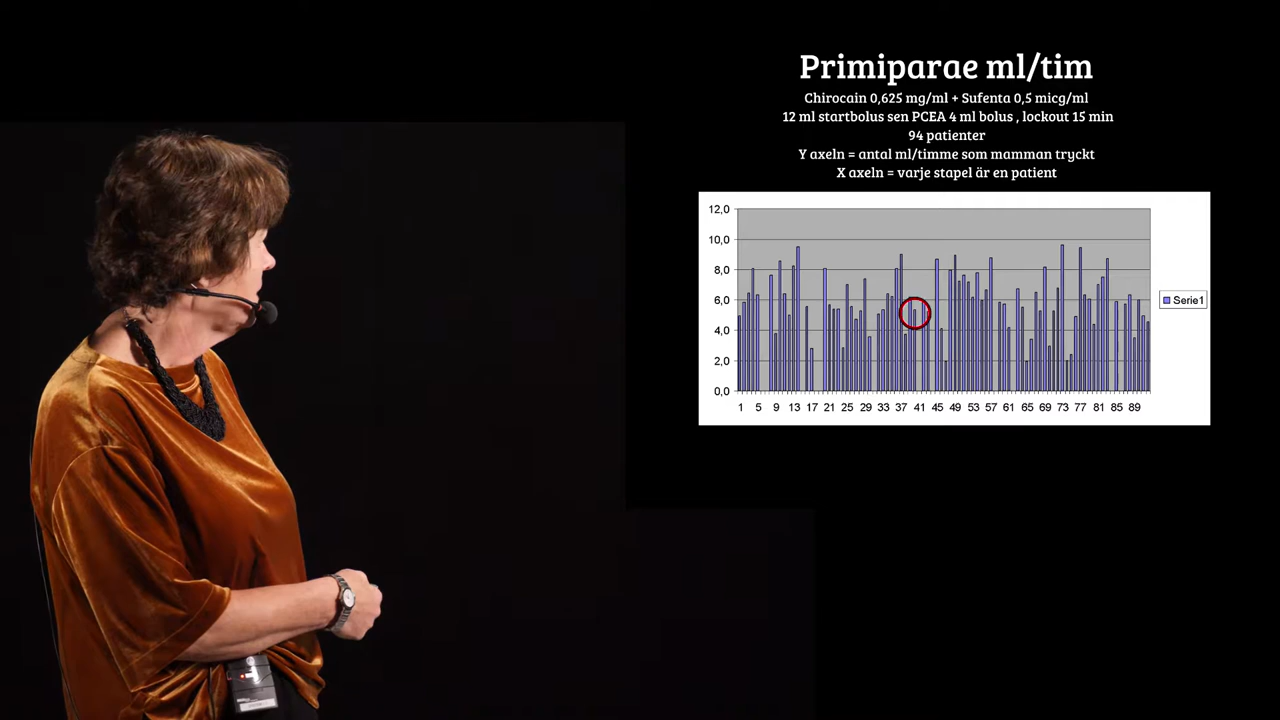 Primiparae ml/tim
Chirocain 0,625 mg/ml + Sufenta 0,5 micg/ml
12 ml startbolus sen PCEA 4 ml bolus , lockout 15 min
94 patienter
Y axeln = antal ml/timme som mamman tryckt
X axeln = varje stapel är en patient
12,0
10,0
8,0
6,0
4,0
2,0
0,0
1 5 9 13 17 21 25 29 33 37 41 45 49 53 57 61 65 69 73 77 81 85 89
Serie1